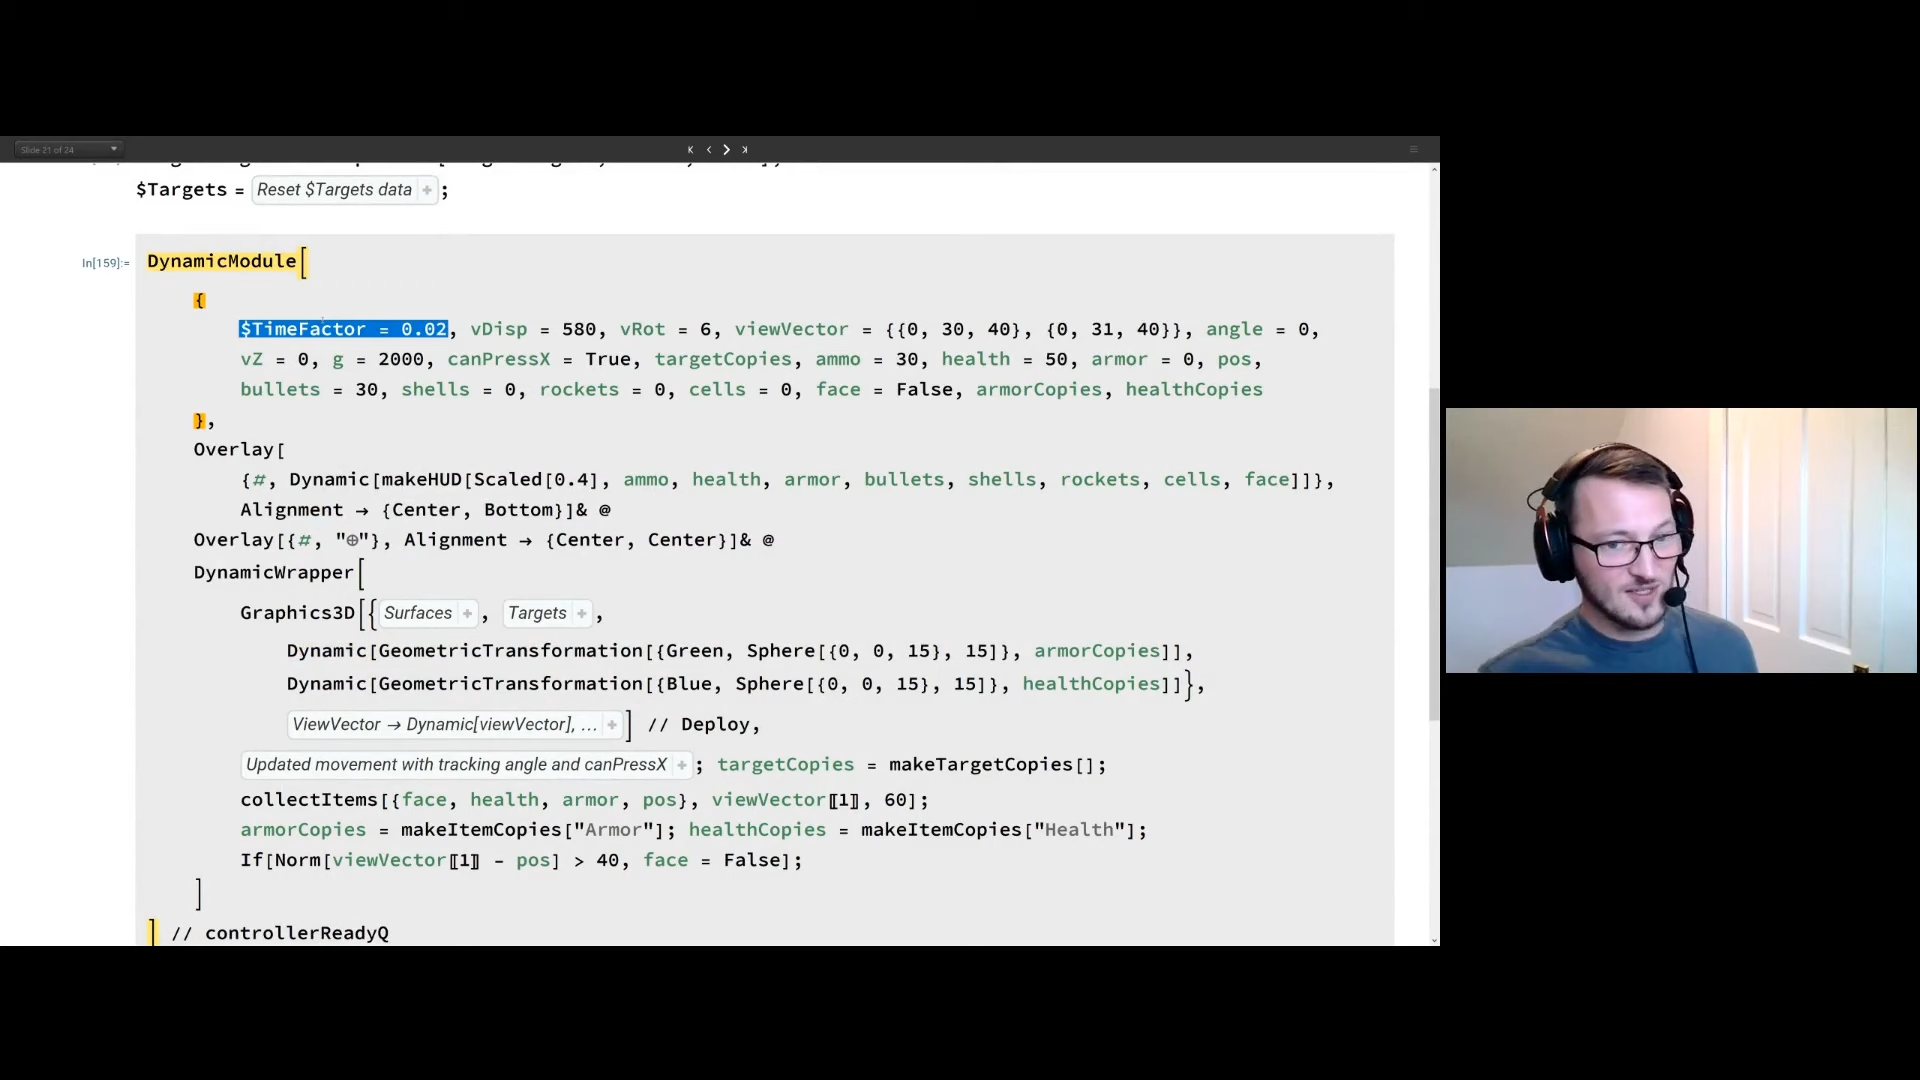 Slide 21 of 24
$Targets = Reset $Targets data + ;
In[159]:=
DynamicModule[
{
$TimeFactor = 0.02, vDisp = 580, vRot = 6, viewVector = {{0, 30, 40}, {0, 31, 40}}, angle = 0,
vZ = 0, g = 2000, canPressX = True, targetCopies, ammo = 30, health = 50, armor = 0, pos,
bullets = 30, shells = 0, rockets = 0, cells = 0, face = False, armorCopies, healthCopies
},
Overlay[
{#, Dynamic[makeHUD[Scaled[0.4], ammo, health, armor, bullets, shells, rockets, cells, face]]},
Alignment → {Center, Bottom}]& @
Overlay[{#, "⊕"}, Alignment → {Center, Center}]& @
DynamicWrapper[
Graphics3D[{Surfaces +, Targets +,
Dynamic[GeometricTransformation[{Green, Sphere[{0, 0, 15}, 15]}, armorCopies]],
Dynamic[GeometricTransformation[{Blue, Sphere[{0, 0, 15}, 15]}, healthCopies]]},
ViewVector → Dynamic[viewVector], … +] // Deploy,
Updated movement with tracking angle and canPressX +; targetCopies = makeTargetCopies[];
collectItems[{face, health, armor, pos}, viewVector〚1〛, 60];
armorCopies = makeItemCopies["Armor"]; healthCopies = makeItemCopies["Health"];
If[Norm[viewVector〚1〛 - pos] > 40, face = False];
]
] // controllerReadyQ